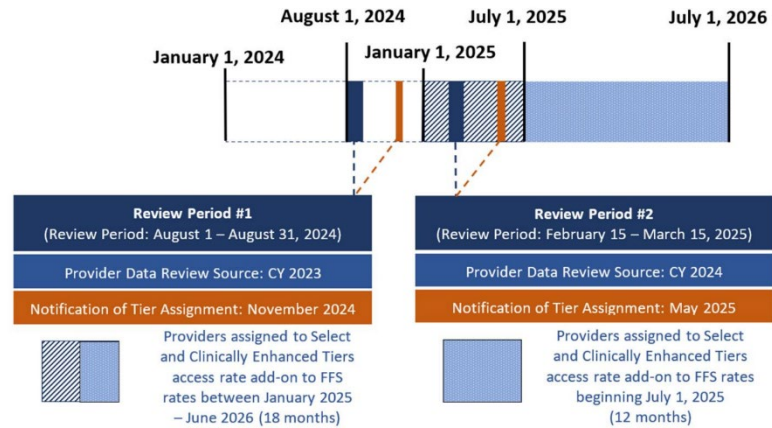 August 1, 2024
July 1, 2025
July 1, 2026
January 1, 2024
January 1, 2025
Review Period #1
(Review Period: August 1 – August 31, 2024)
Provider Data Review Source: CY 2023
Notification of Tier Assignment: November 2024
Providers assigned to Select
and Clinically Enhanced Tiers
access rate add-on to FFS
rates between January 2025
– June 2026 (18 months)
Review Period #2
(Review Period: February 15 – March 15, 2025)
Provider Data Review Source: CY 2024
Notification of Tier Assignment: May 2025
Providers assigned to Select
and Clinically Enhanced Tiers
access rate add-on to FFS rates
beginning July 1, 2025
(12 months)